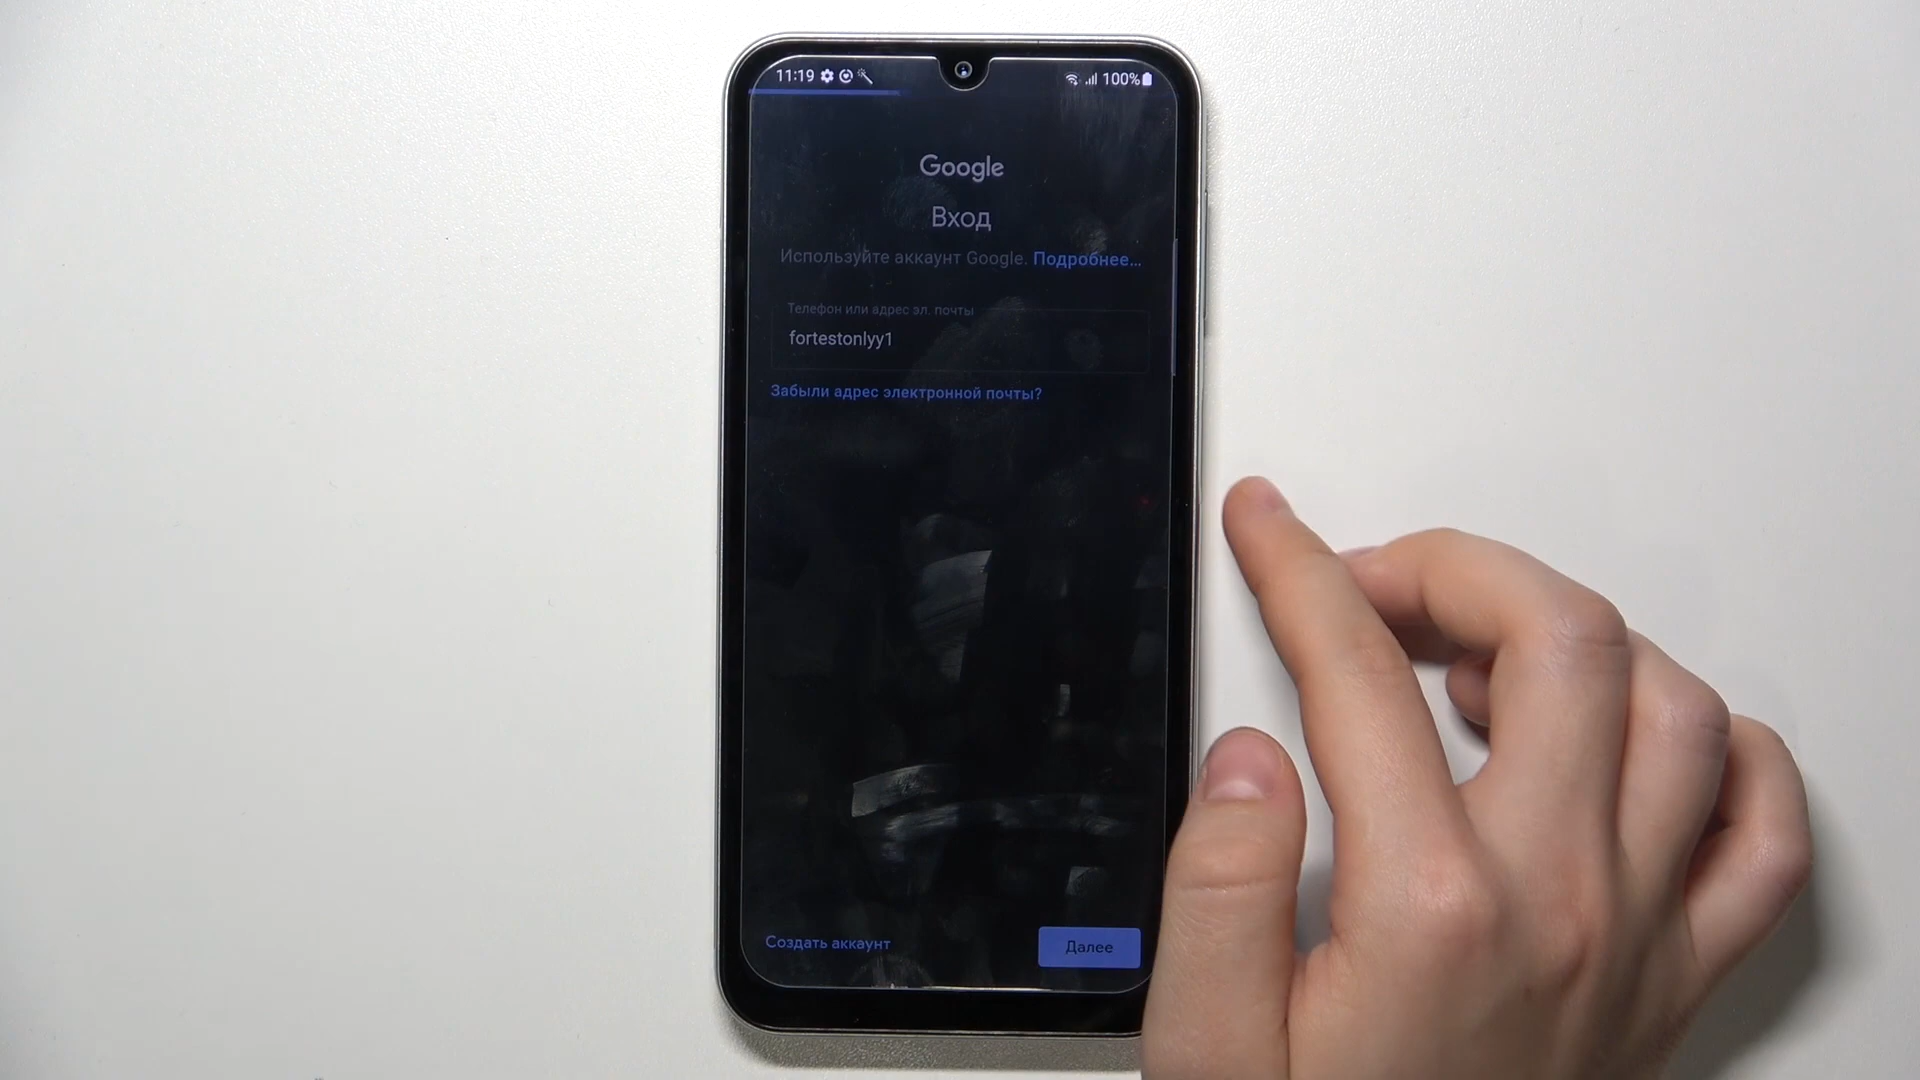 11:19 100%
Google
Вход
Используйте аккаунт Google. Подробнее...
Телефон или адрес эл. почты
fortestonlyy1
Забыли адрес электронной почты?
Создать аккаунт Далее